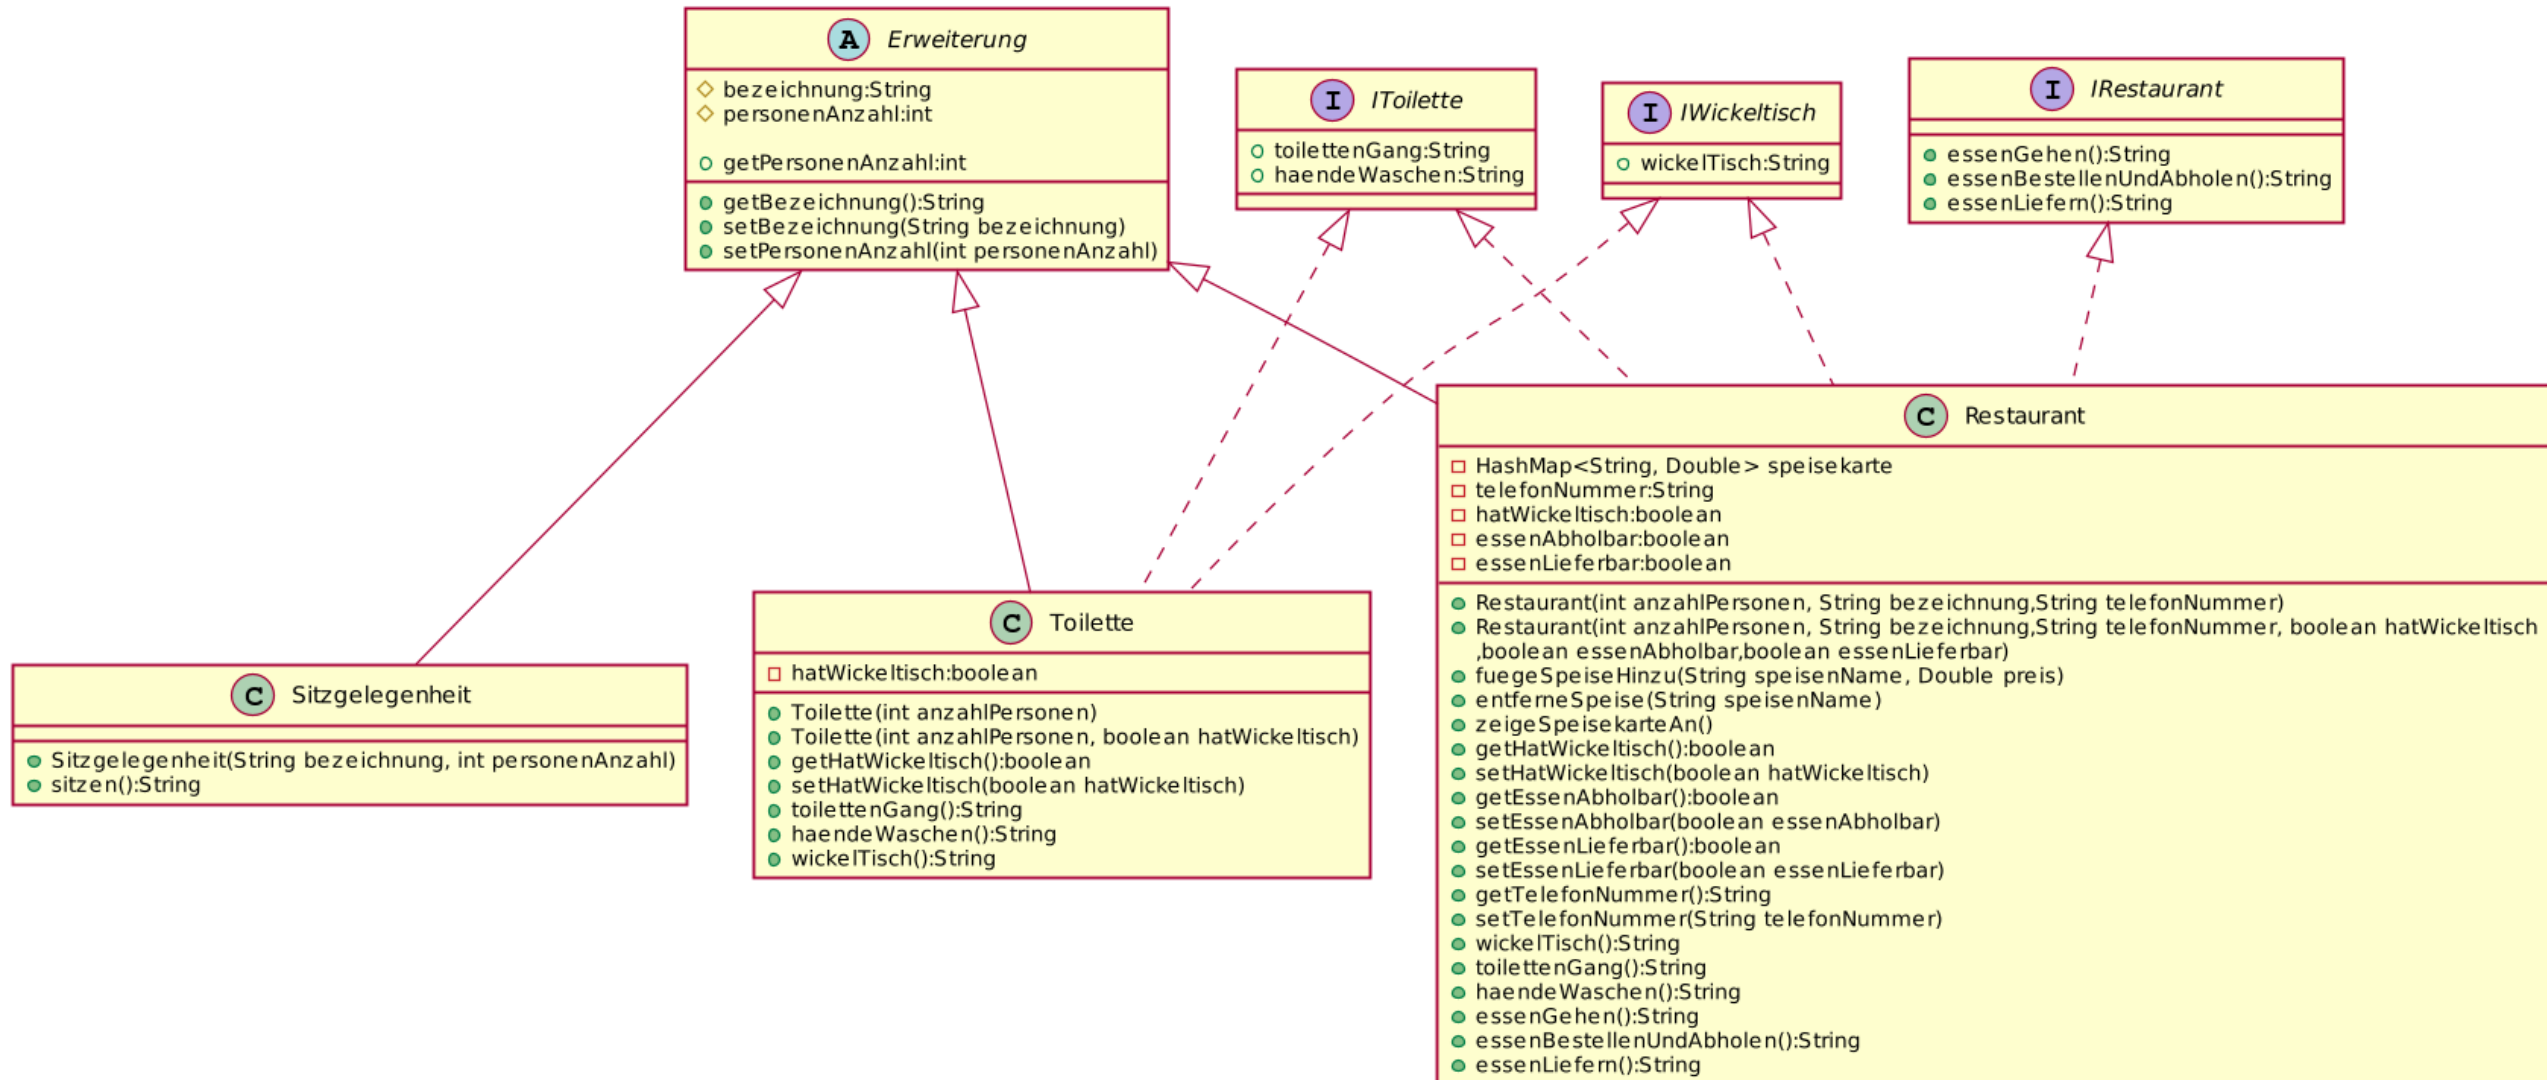 A Erweiterung
bezeichnung:String
personenAnzahl:int
getPersonenAnzahl:int
getBezeichnung():String
setBezeichnung(String bezeichnung)
setPersonenAnzahl(int personenAnzahl)
I IToilette
toilettenGang:String
haendeWaschen:String
I IWickeltisch
wickelTisch:String
I IRestaurant
essenGehen():String
essenBestellenUndAbholen():String
essenLiefern():String
C Sitzgelegenheit
Sitzgelegenheit(String bezeichnung, int personenAnzahl)
sitzen():String
C Toilette
hatWickeltisch:boolean
Toilette(int anzahlPersonen)
Toilette(int anzahlPersonen, boolean hatWickeltisch)
getHatWickeltisch():boolean
setHatWickeltisch(boolean hatWickeltisch)
toilettenGang():String
haendeWaschen():String
wickelTisch():String
C Restaurant
HashMap<String, Double> speisekarte
telefonNummer:String
hatWickeltisch:boolean
essenAbholbar:boolean
essenLieferbar:boolean
Restaurant(int anzahlPersonen, String bezeichnung,String telefonNummer)
Restaurant(int anzahlPersonen, String bezeichnung,String telefonNummer, boolean hatWickeltisch
,boolean essenAbholbar,boolean essenLieferbar)
fuegeSpeiseHinzu(String speisenName, Double preis)
entferneSpeise(String speisenName)
zeigeSpeisekarteAn()
getHatWickeltisch():boolean
setHatWickeltisch(boolean hatWickeltisch)
getEssenAbholbar():boolean
setEssenAbholbar(boolean essenAbholbar)
getEssenLieferbar():boolean
setEssenLieferbar(boolean essenLieferbar)
getTelefonNummer():String
setTelefonNummer(String telefonNummer)
wickelTisch():String
toilettenGang():String
haendeWaschen():String
essenGehen():String
essenBestellenUndAbholen():String
essenLiefern():String